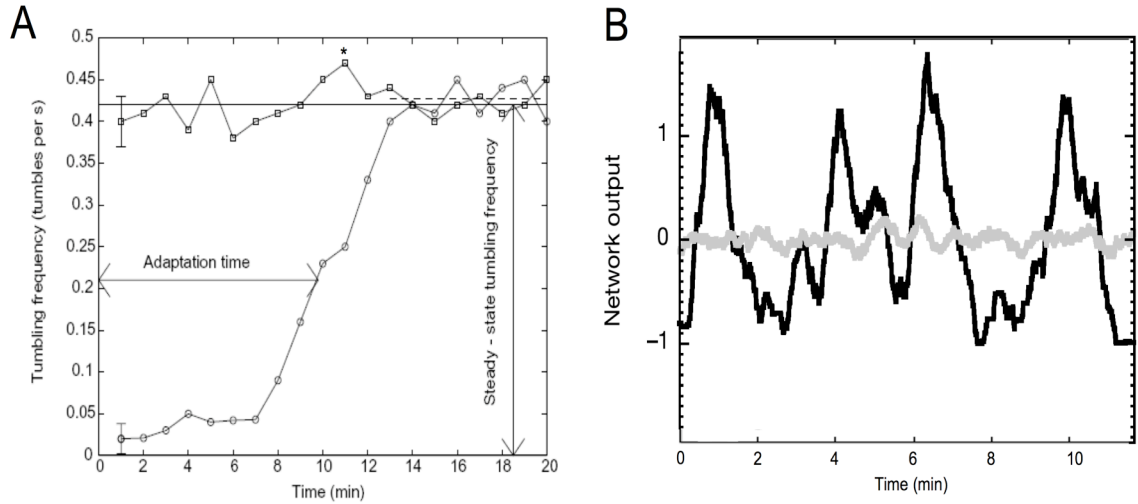 A
0.5
0.45
0.4
0.35
0.3
0.25
0.2
0.15
0.1
0.05
0
Tumbling frequency (tumbles per s)
*
Adaptation time
Steady - state tumbling frequency
0 2 4 6 8 10 12 14 16 18 20
Time (min)
B
1
0
−1
Network output
0 2 4 6 8 10
Time (min)